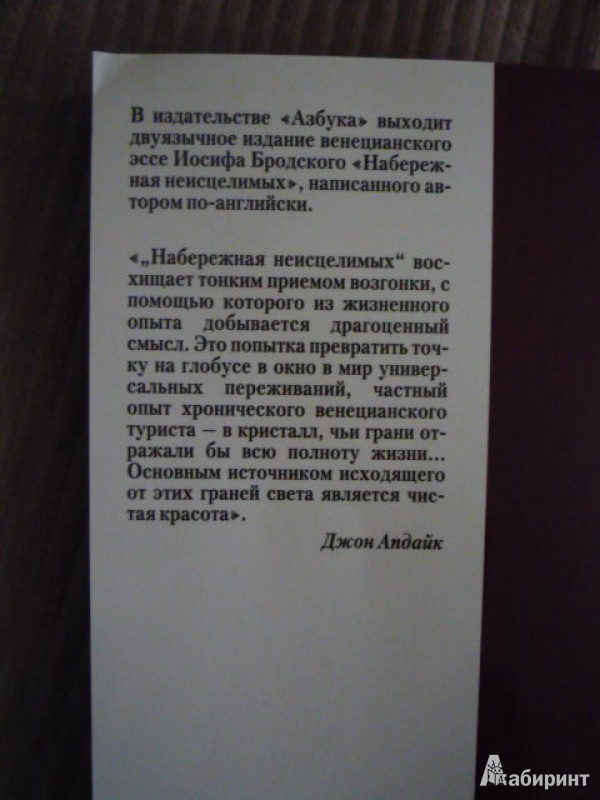 В издательстве «Азбука» выходит
двуязычное издание венецианского
эссе Иосифа Бродского «Набереж-
ная неисцелимых», написанного ав-
тором по-английски.
«„Набережная неисцелимых“ вос-
хищает тонким приемом возгонки, с
помощью которого из жизненного
опыта добывается драгоценный
смысл. Это попытка превратить точ-
ку на глобусе в окно в мир универ-
сальных переживаний, частный
опыт хронического венецианского
туриста – в кристалл, чьи грани от-
ражали бы всю полноту жизни...
Основным источником исходящего
от этих граней света является чис-
тая красота».
Джон Апдайк
Лабиринт